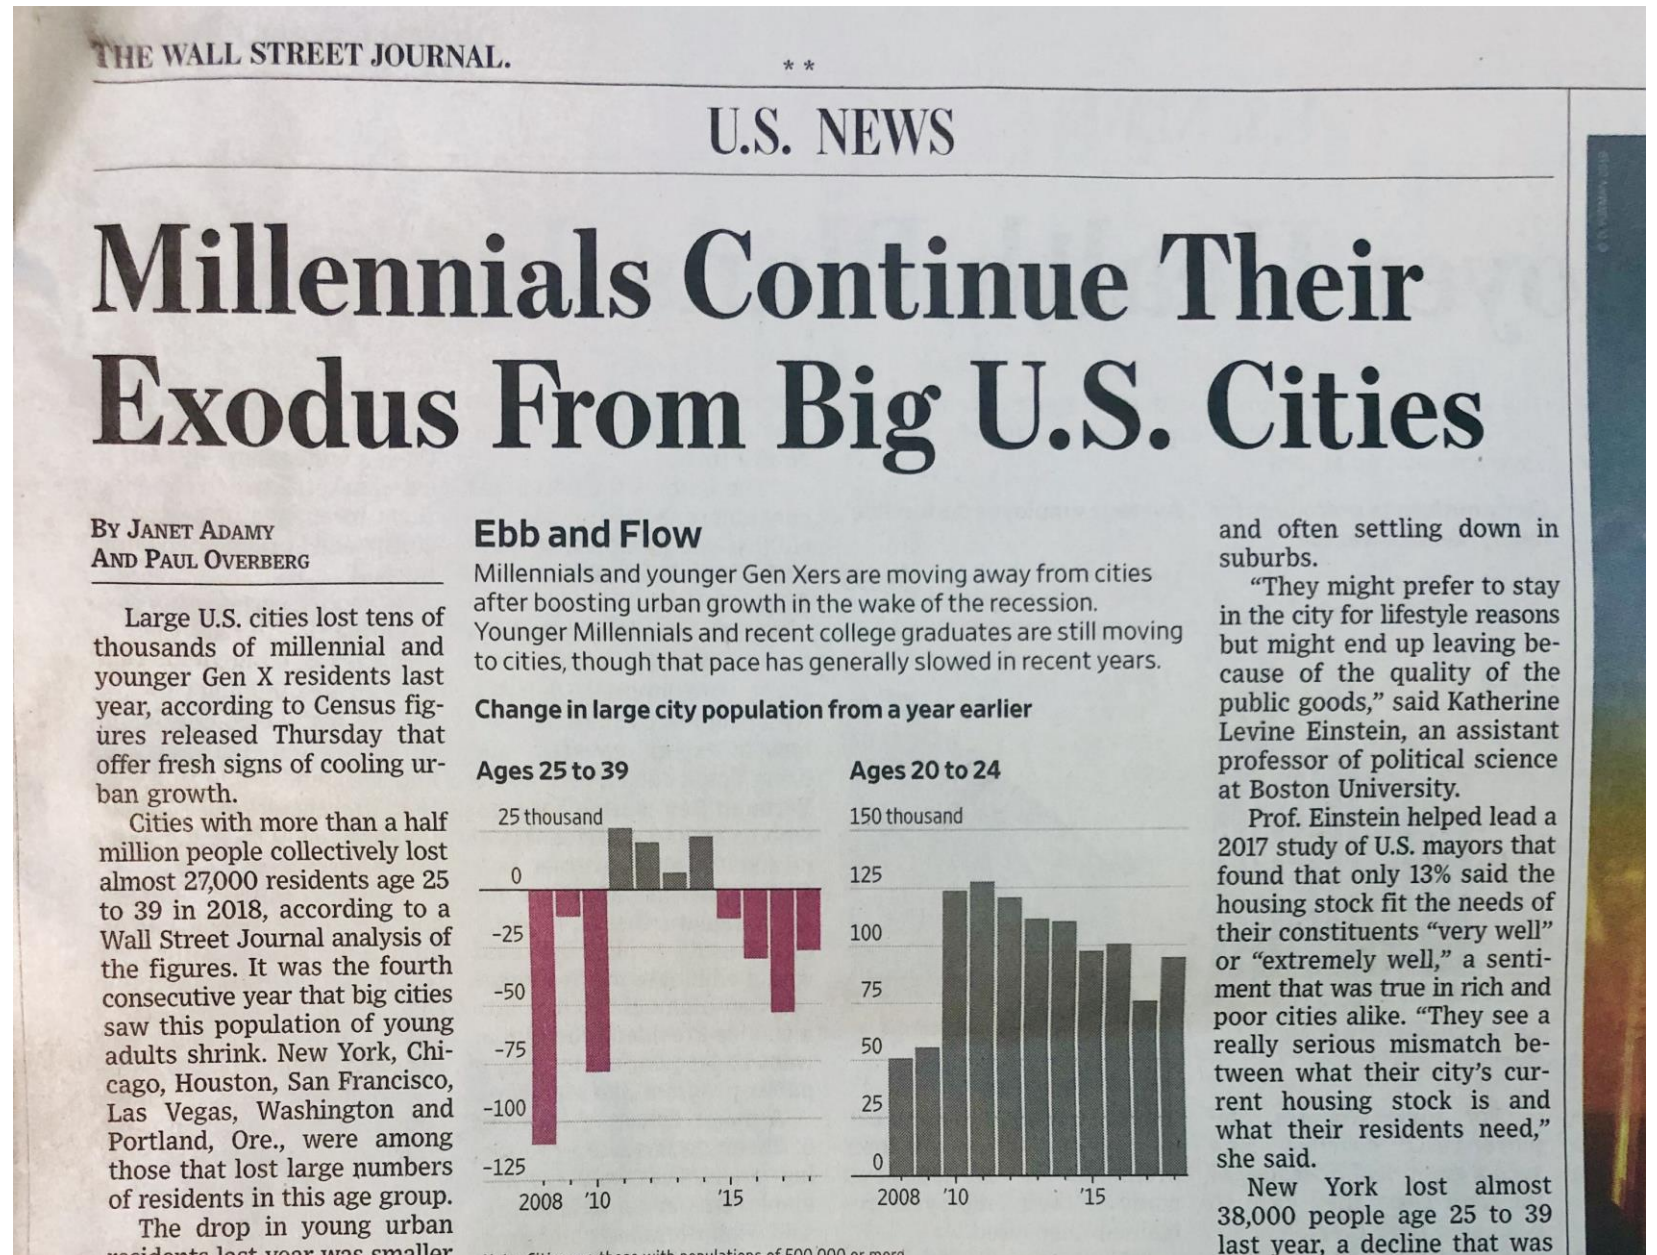 THE WALL STREET JOURNAL.
* *
U.S. NEWS
Millennials Continue Their
Exodus From Big U.S. Cities
BY JANET ADAMY
AND PAUL OVERBERG
Large U.S. cities lost tens of
thousands of millennial and
younger Gen X residents last
year, according to Census fig-
ures released Thursday that
offer fresh signs of cooling ur-
ban growth.
Cities with more than a half
million people collectively lost
almost 27,000 residents age 25
to 39 in 2018, according to a
Wall Street Journal analysis of
the figures. It was the fourth
consecutive year that big cities
saw this population of young
adults shrink. New York, Chi-
cago, Houston, San Francisco,
Las Vegas, Washington and
Portland, Ore., were among
those that lost large numbers
of residents in this age group.
The drop in young urban
residents last year was smaller
Ebb and Flow
Millennials and younger Gen Xers are moving away from cities
after boosting urban growth in the wake of the recession.
Younger Millennials and recent college graduates are still moving
to cities, though that pace has generally slowed in recent years.
Change in large city population from a year earlier
Ages 25 to 39
25 thousand
0
-25
-50
-75
-100
-125
2008 '10 '15
Ages 20 to 24
150 thousand
125
100
75
50
25
0
2008 '10 '15
with populations of 500,000 or more
and often settling down in
suburbs.
“They might prefer to stay
in the city for lifestyle reasons
but might end up leaving be-
cause of the quality of the
public goods,” said Katherine
Levine Einstein, an assistant
professor of political science
at Boston University.
Prof. Einstein helped lead a
2017 study of U.S. mayors that
found that only 13% said the
housing stock fit the needs of
their constituents “very well”
or “extremely well,” a senti-
ment that was true in rich and
poor cities alike. “They see a
really serious mismatch be-
tween what their city’s cur-
rent housing stock is and
what their residents need,”
she said.
New York lost almost
38,000 people age 25 to 39
last year, a decline that was